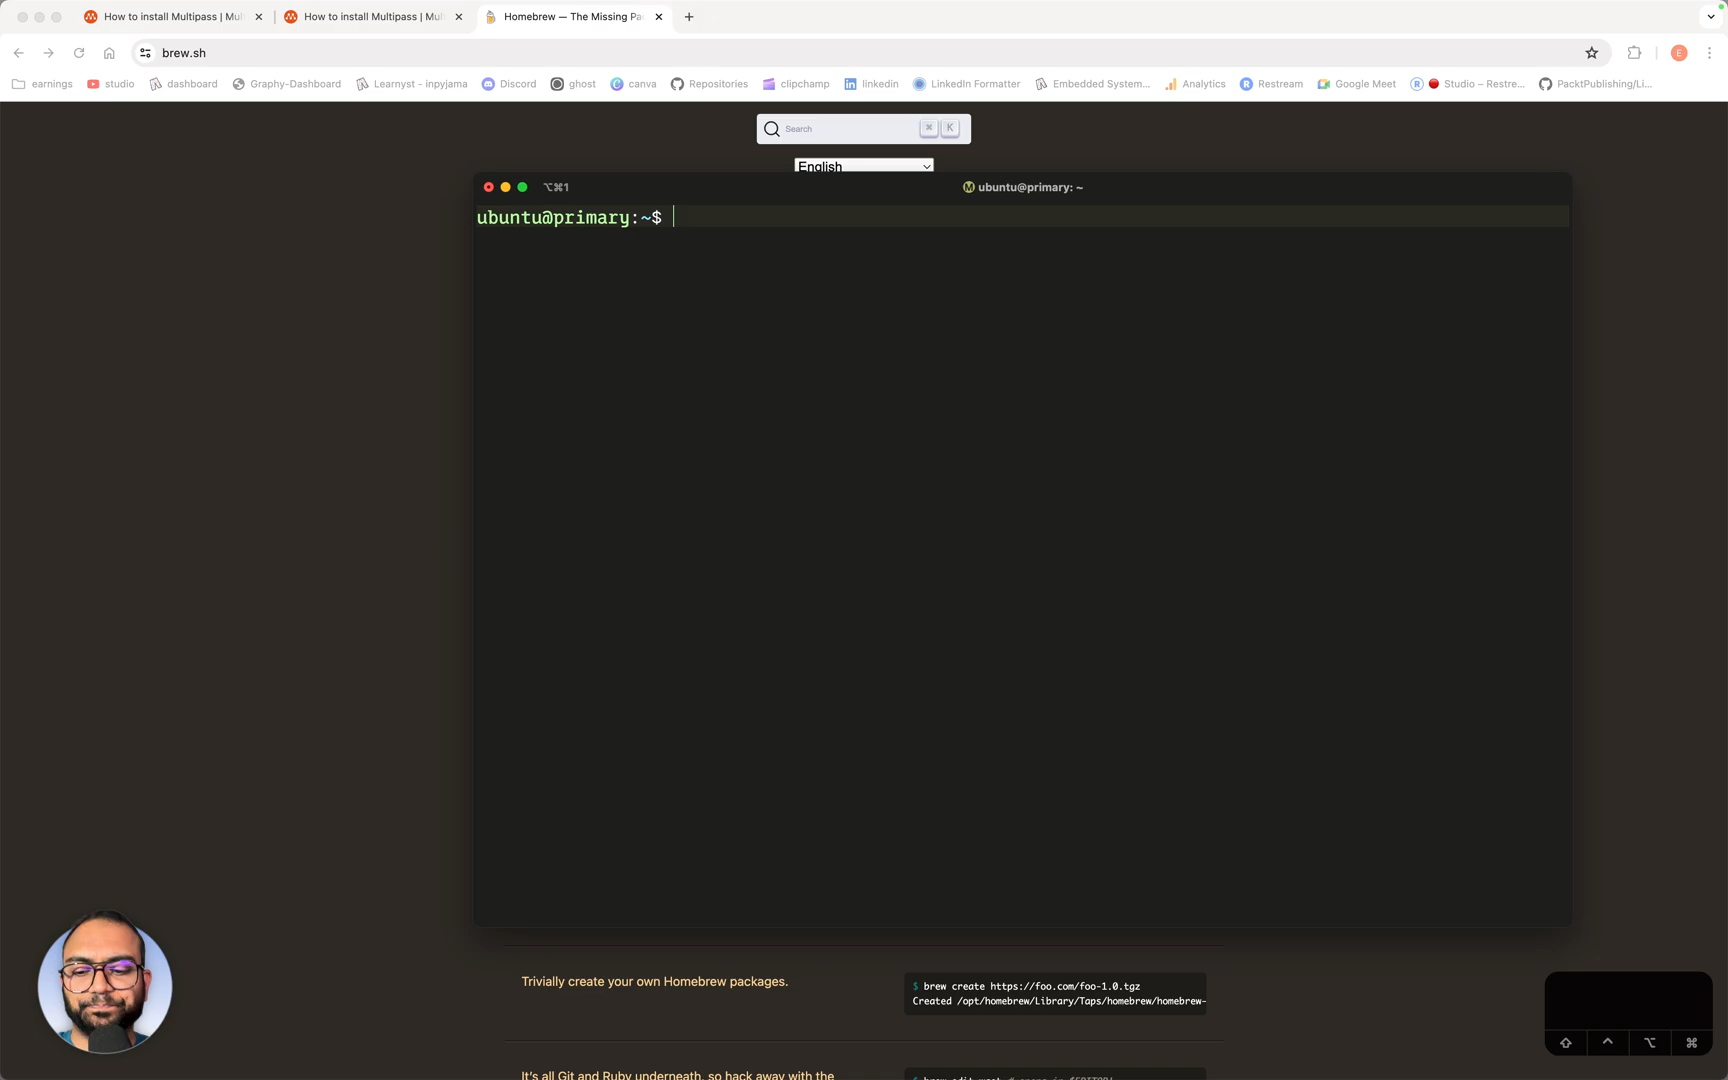 How to install Multipass | Mul
How to install Multipass | Mul
Homebrew — The Missing Pa
brew.sh
E
earnings
studio
dashboard
Graphy-Dashboard
Learnyst - inpyjama
Discord
ghost
canva
Repositories
clipchamp
linkedin
LinkedIn Formatter
Embedded System...
Analytics
Restream
Google Meet
Studio – Restre...
PacktPublishing/Li...
Search
⌘ K
English
⌥⌘1
ubuntu@primary: ~
ubuntu@primary:~$
Trivially create your own Homebrew packages.
$ brew create https://foo.com/foo-1.0.tgz
Created /opt/homebrew/Library/Taps/homebrew/homebrew-
It's all Git and Ruby underneath, so hack away with the